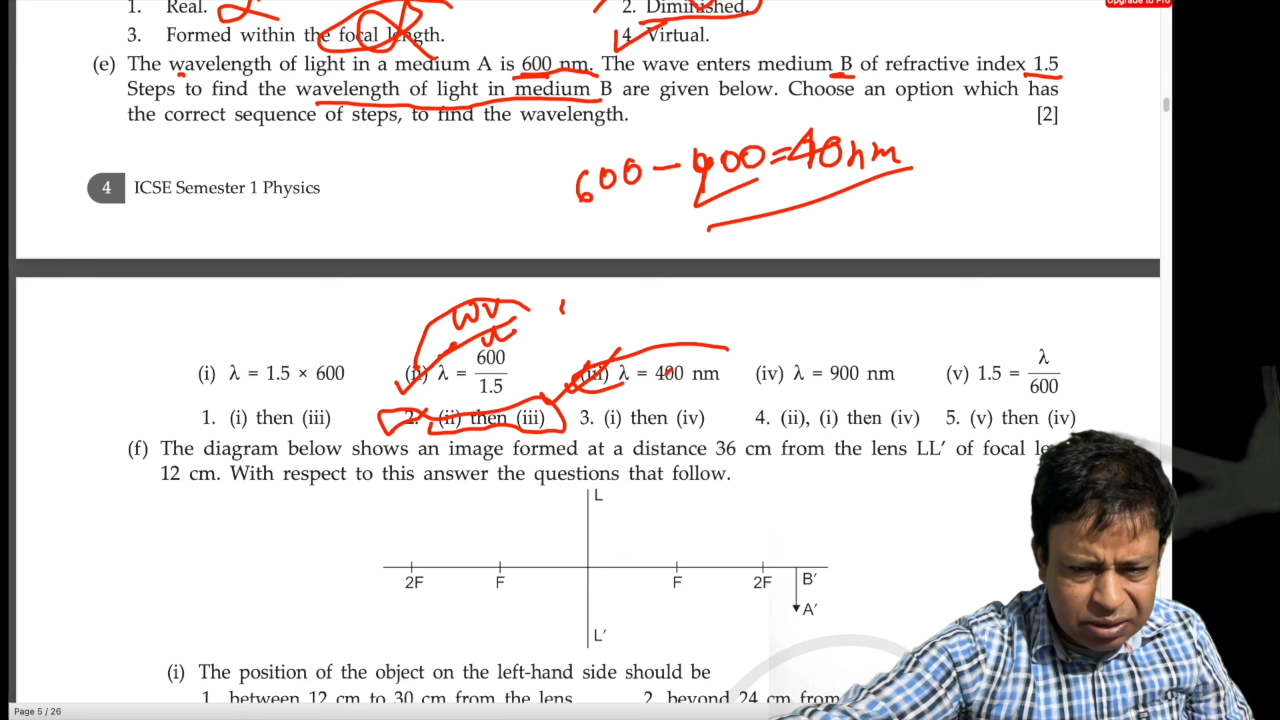 Upgrade to Pro
1. Real. 2. Diminished.
3. Formed within the focal length. 4. Virtual.
(e) The wavelength of light in a medium A is 600 nm. The wave enters medium B of refractive index 1.5
Steps to find the wavelength of light in medium B are given below. Choose an option which has
the correct sequence of steps, to find the wavelength. [2]
600 - 400 = 40 nm
4 ICSE Semester 1 Physics
(i) λ = 1.5 × 600 (ii) λ = 600/1.5 (iii) λ = 400 nm (iv) λ = 900 nm (v) 1.5 = λ/600
1. (i) then (iii) 2. (ii) then (iii) 3. (i) then (iv) 4. (ii), (i) then (iv) 5. (v) then (iv)
(f) The diagram below shows an image formed at a distance 36 cm from the lens LL′ of focal
12 cm. With respect to this answer the questions that follow.
L
2F F F 2F B′
A′
L′
(i) The position of the object on the left-hand side should be
1. between 12 cm to 30 cm from the lens 2. beyond 24 cm from
Page 5 / 26